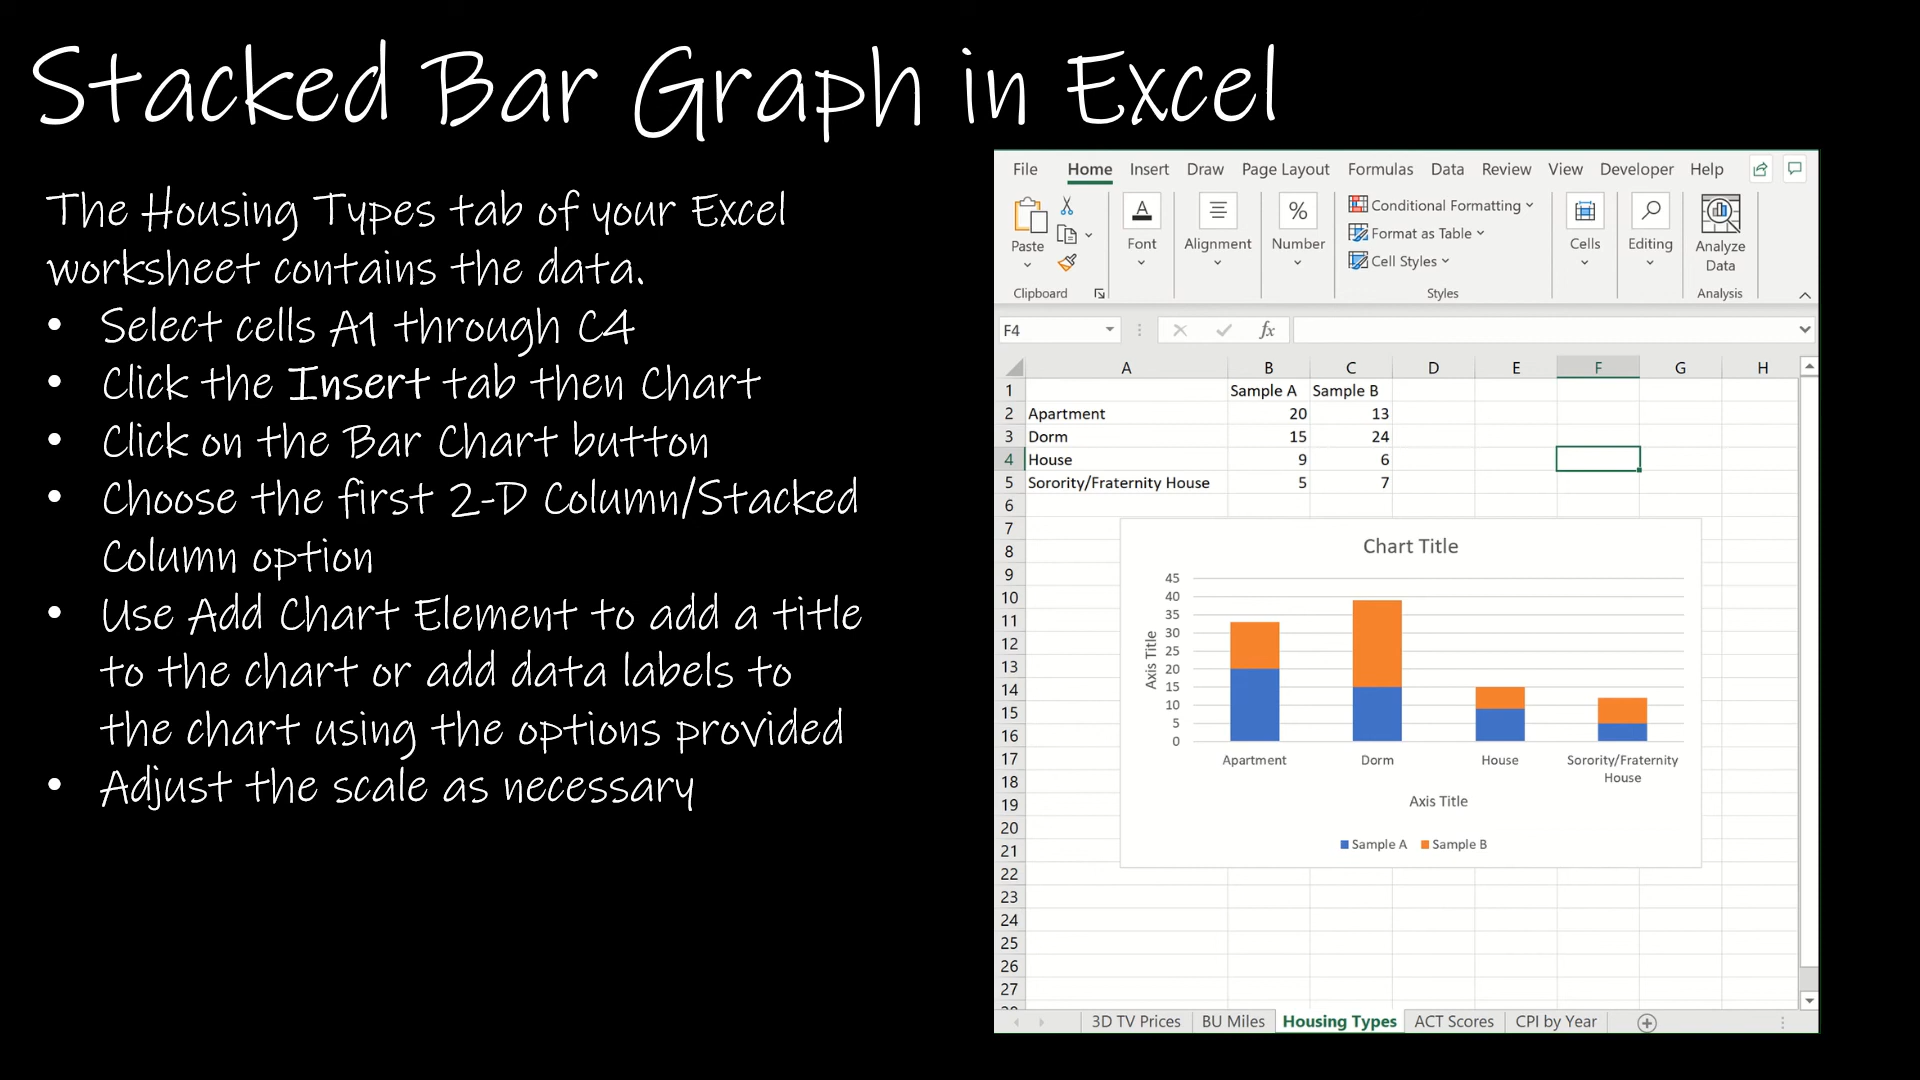 Stacked Bar Graph in Excel
The Housing Types tab of your Excel
worksheet contains the data.
• Select cells A1 through C4
• Click the Insert tab then Chart
• Click on the Bar Chart button
• Choose the first 2-D Column/Stacked
Column option
• Use Add Chart Element to add a title
to the chart or add data labels to
the chart using the options provided
• Adjust the scale as necessary
File Home Insert Draw Page Layout Formulas Data Review View Developer Help
Paste
Clipboard
Font
Alignment
Number
Conditional Formatting
Format as Table
Cell Styles
Styles
Cells
Editing
Analyze
Data
Analysis
F4 fx
A B C D E F G H
1 Sample A Sample B
2 Apartment 20 13
3 Dorm 15 24
4 House 9 6
5 Sorority/Fraternity House 5 7
6
7
8
9
10
11
12
13
14
15
16
17
18
19
20
21
22
23
24
25
26
27
Chart Title
45
40
35
30
25
20
15
10
5
0
Axis Title
Apartment Dorm House Sorority/Fraternity
House
Axis Title
Sample A Sample B
3D TV Prices BU Miles Housing Types ACT Scores CPI by Year